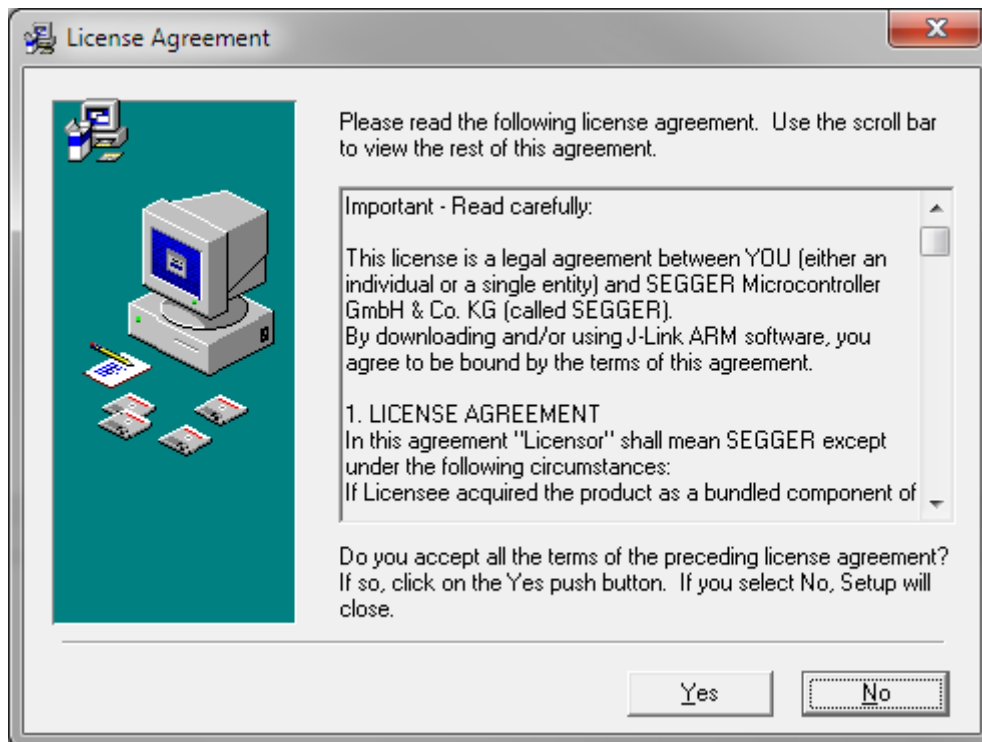 License Agreement
Please read the following license agreement. Use the scroll bar
to view the rest of this agreement.
Important - Read carefully:
This license is a legal agreement between YOU (either an
individual or a single entity) and SEGGER Microcontroller
GmbH & Co. KG (called SEGGER).
By downloading and/or using J-Link ARM software, you
agree to be bound by the terms of this agreement.
1. LICENSE AGREEMENT
In this agreement "Licensor" shall mean SEGGER except
under the following circumstances:
If Licensee acquired the product as a bundled component of
Do you accept all the terms of the preceding license agreement?
If so, click on the Yes push button. If you select No, Setup will
close.
Yes
No